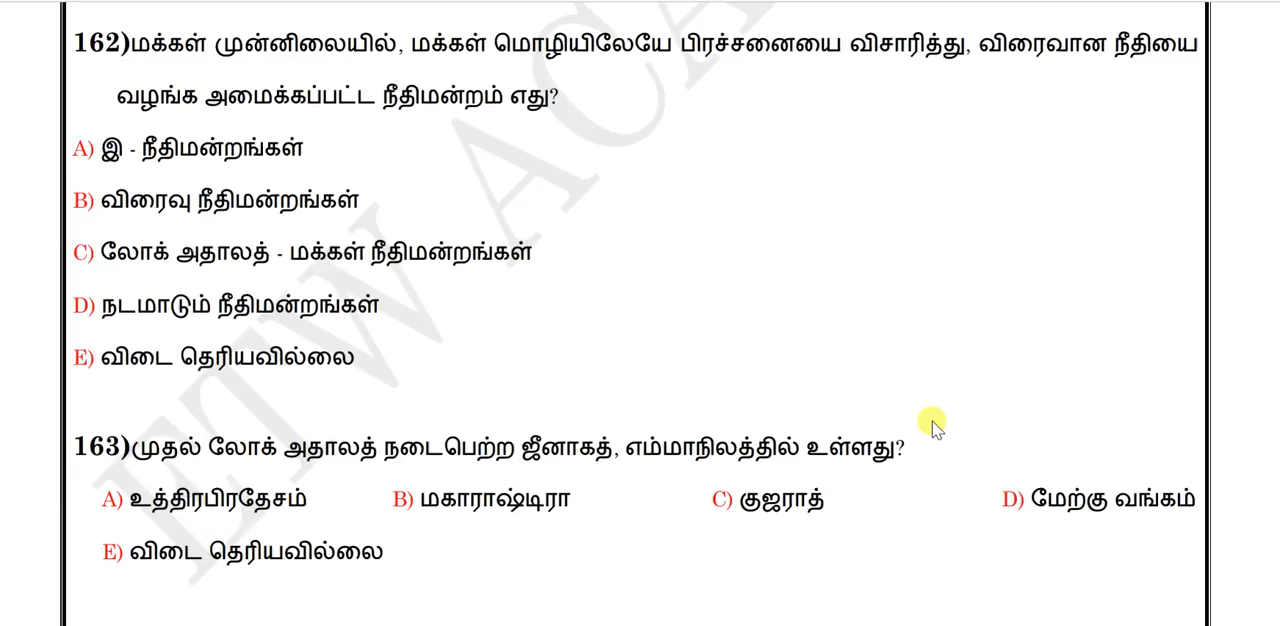 162)மக்கள் முன்னிலையில், மக்கள் மொழியிலேயே பிரச்சனையை விசாரித்து, விரைவான நீதியை
வழங்க அமைக்கப்பட்ட நீதிமன்றம் எது?
A) இ - நீதிமன்றங்கள்
B) விரைவு நீதிமன்றங்கள்
C) லோக் அதாலத் - மக்கள் நீதிமன்றங்கள்
D) நடமாடும் நீதிமன்றங்கள்
E) விடை தெரியவில்லை
163)முதல் லோக் அதாலத் நடைபெற்ற ஜீனாகத், எம்மாநிலத்தில் உள்ளது?
A) உத்திரபிரதேசம் B) மகாராஷ்டிரா C) குஜராத் D) மேற்கு வங்கம்
E) விடை தெரியவில்லை
ETW ACA